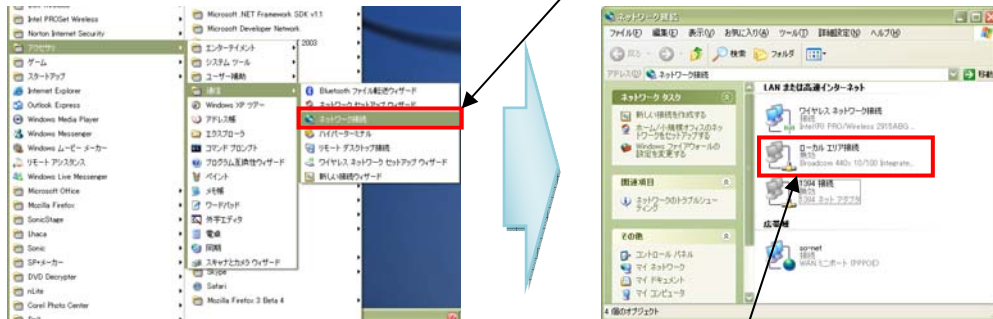 Intel PROSet Wireless
Norton Internet Security
アクセサリ
ゲーム
スタートアップ
Internet Explorer
Outlook Express
Windows Media Player
Windows Messenger
Windows ムービー メーカー
リモート アシスタンス
Windows Live Messenger
Microsoft Office
Mozilla Firefox
SonicStage
Lhaca
Sonic
SP+メーカー
DVD Decrypter
nLite
Corel Photo Center
Microsoft .NET Framework SDK v1.1
Microsoft Developer Network
2003
エンターテイメント
システム ツール
ユーザー補助
通信
Windows XP ツアー
アドレス帳
エクスプローラ
コマンド プロンプト
プログラム互換性ウィザード
ペイント
メモ帳
ワードパッド
外字エディタ
電卓
同期
スキャナとカメラ ウィザード
Skype
Safari
Mozilla Firefox 3 Beta 4
Bluetooth ファイル転送ウィザード
ネットワーク セットアップ ウィザード
ネットワーク接続
ハイパーターミナル
リモート デスクトップ接続
ワイヤレス ネットワーク セットアップ ウィザード
新しい接続ウィザード
ネットワーク接続
ファイル(F) 編集(E) 表示(V) お気に入り(A) ツール(T) 詳細設定(N) ヘルプ(H)
戻る 検索 フォルダ
アドレス(D) ネットワーク接続 移動
ネットワーク タスク
新しい接続を作成する
ホーム/小規模オフィスのネットワークをセットアップする
Windows ファイアウォールの設定を変更する
関連項目
ネットワークのトラブルシューティング
その他
コントロール パネル
マイ ネットワーク
マイ ドキュメント
マイ コンピュータ
4 個のオブジェクト
LAN または高速インターネット
ワイヤレス ネットワーク接続
接続
Intel(R) PRO/Wireless 2915ABG...
ローカル エリア接続
無効
Broadcom 440x 10/100 Integrate...
1394 接続
無効
1394 ネット アダプタ
広帯域
so-net
接続
WAN ミニポート (PPPOE)